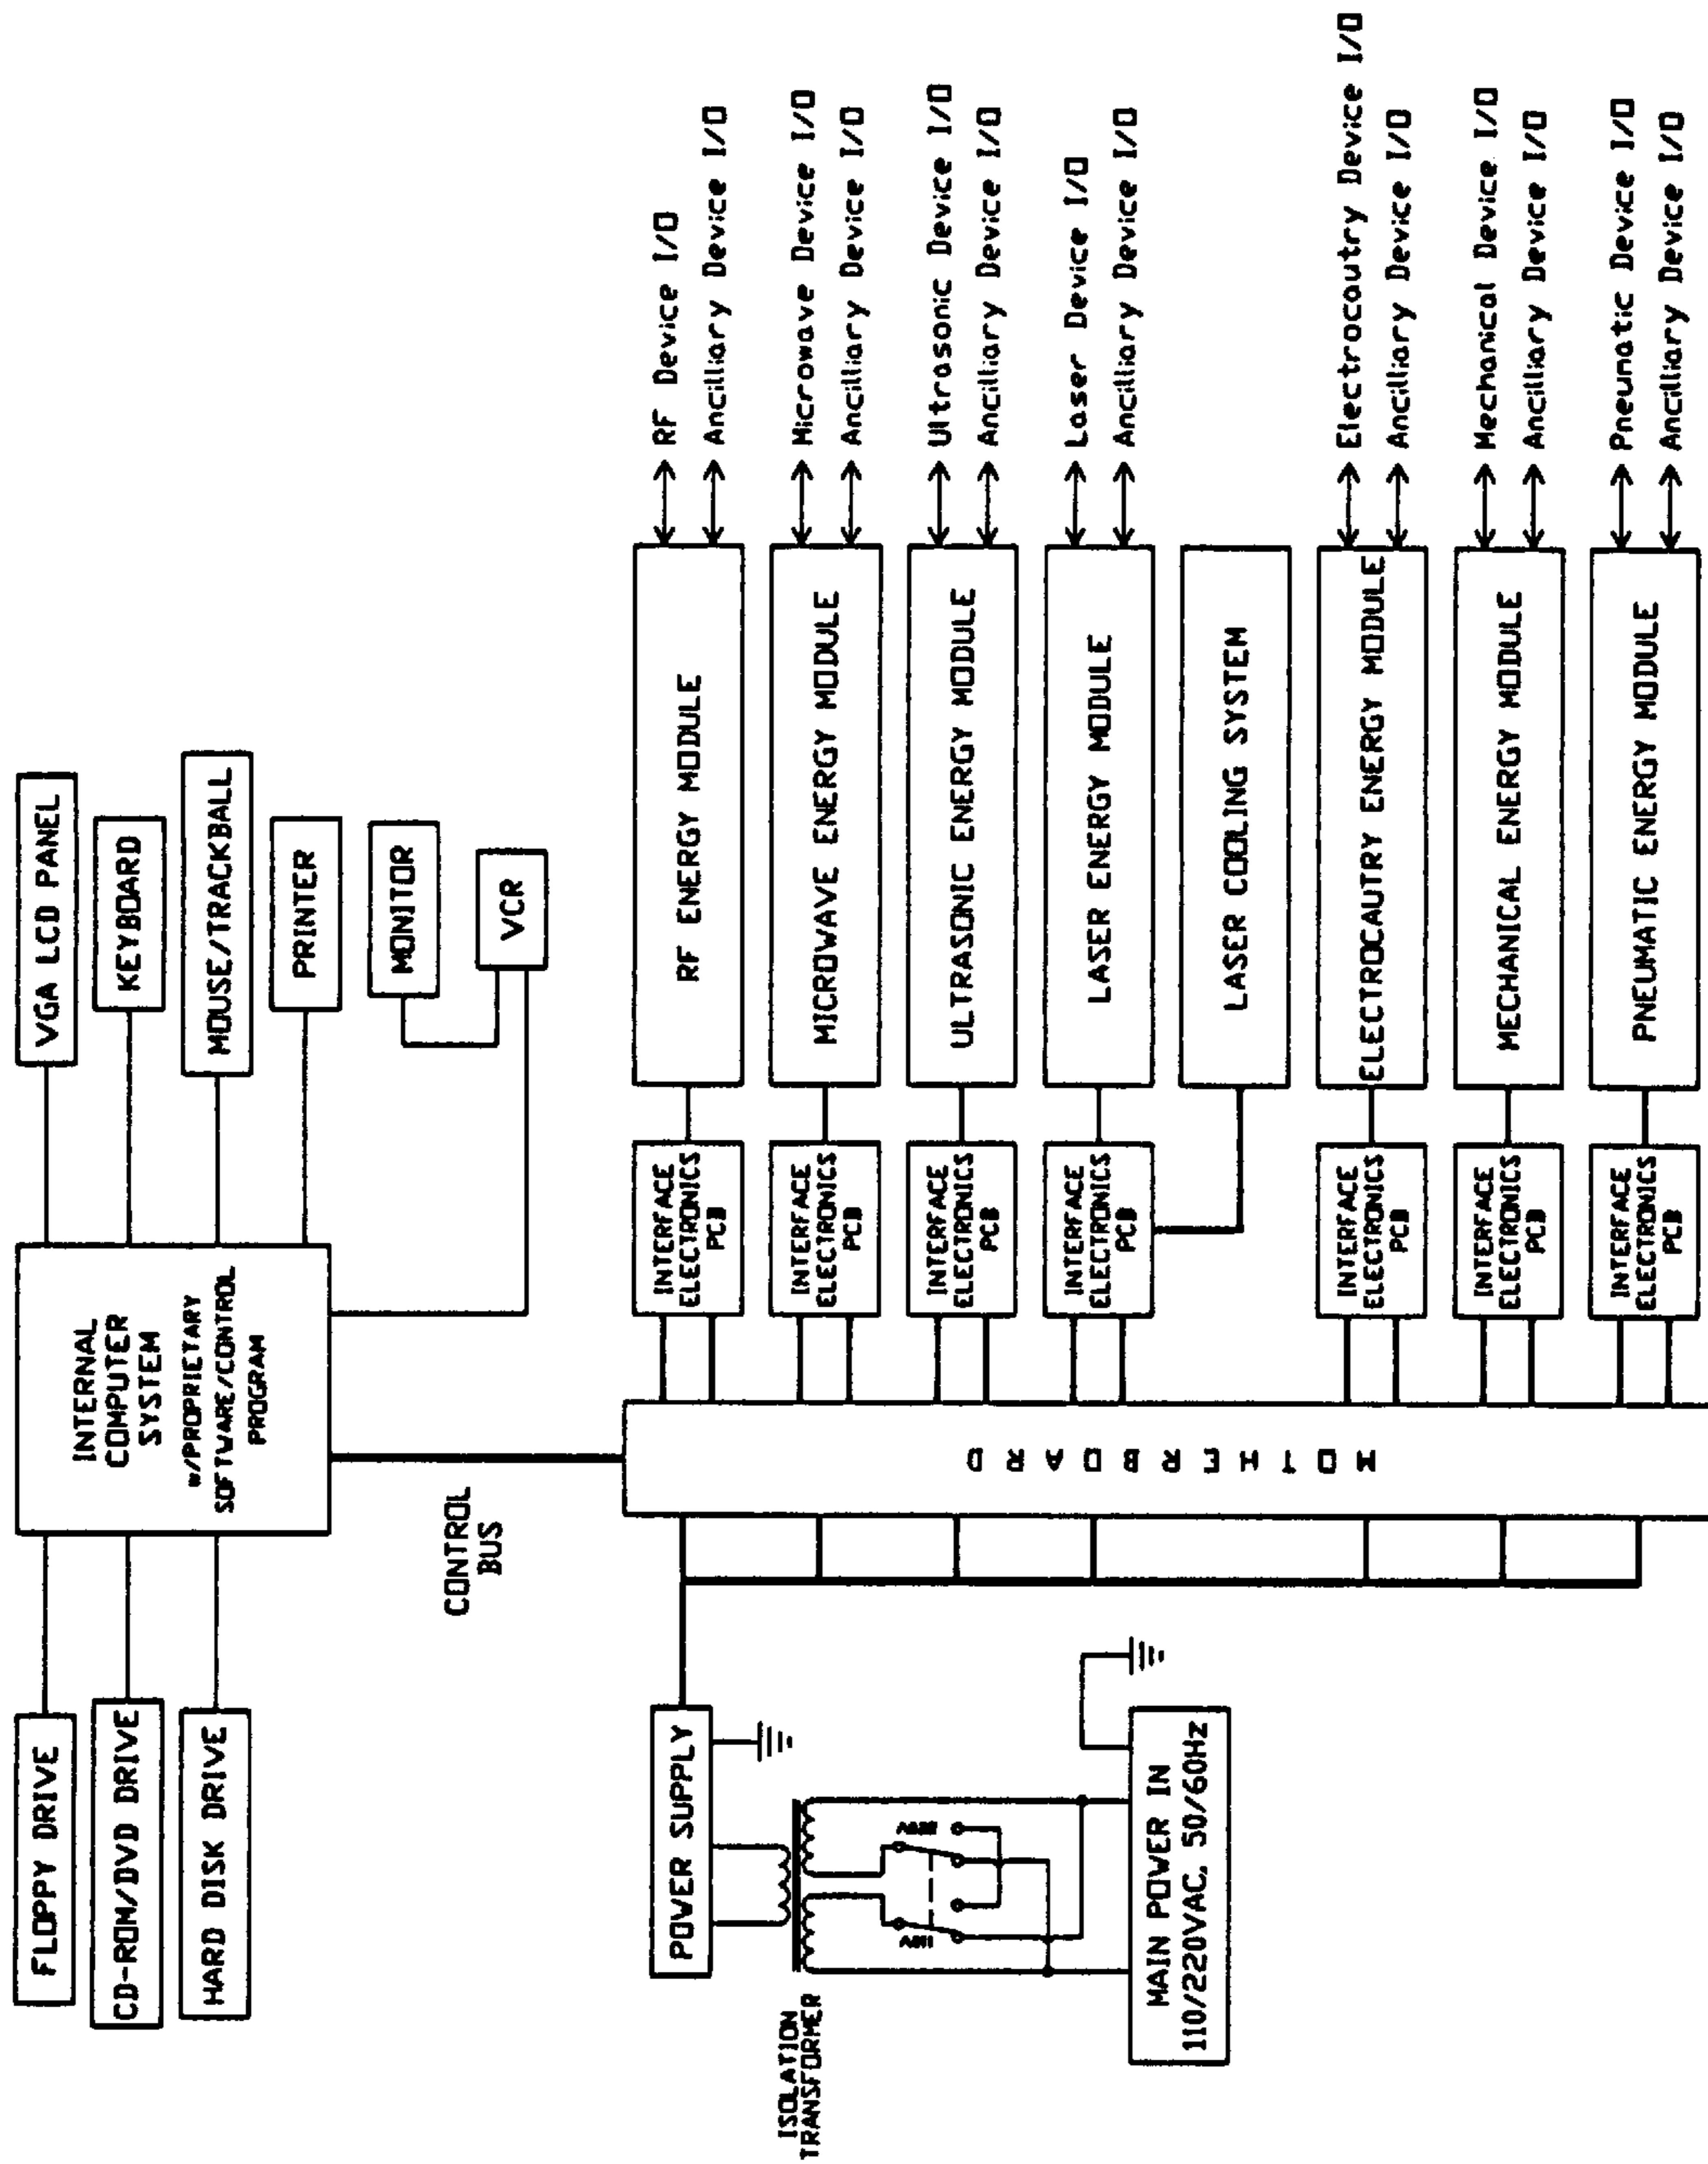 FLOPPY DRIVE
CD-ROM/DVD DRIVE
HARD DISK DRIVE
INTERNAL
COMPUTER
SYSTEM
w/PROPRIETARY
SOFTWARE/CONTROL
PROGRAM
VGA LCD PANEL
KEYBOARD
MOUSE/TRACKBALL
PRINTER
MONITOR
VCR
CONTROL
BUS
POWER SUPPLY
ISOLATION
TRANSFORMER
110V
220V
MAIN POWER IN
110/220VAC, 50/60Hz
MOTHERBOARD
INTERFACE
ELECTRONICS
PCB
RF ENERGY MODULE
RF Device I/O
Ancilliary Device I/O
INTERFACE
ELECTRONICS
PCB
MICROWAVE ENERGY MODULE
Microwave Device I/O
Ancilliary Device I/O
INTERFACE
ELECTRONICS
PCB
ULTRASONIC ENERGY MODULE
Ultrasonic Device I/O
Ancilliary Device I/O
INTERFACE
ELECTRONICS
PCB
LASER ENERGY MODULE
Laser Device I/O
Ancilliary Device I/O
LASER COOLING SYSTEM
INTERFACE
ELECTRONICS
PCB
ELECTROCAUTRY ENERGY MODULE
Electrocautry Device I/O
Ancilliary Device I/O
INTERFACE
ELECTRONICS
PCB
MECHANICAL ENERGY MODULE
Mechanical Device I/O
Ancilliary Device I/O
INTERFACE
ELECTRONICS
PCB
PNEUMATIC ENERGY MODULE
Pneumatic Device I/O
Ancilliary Device I/O